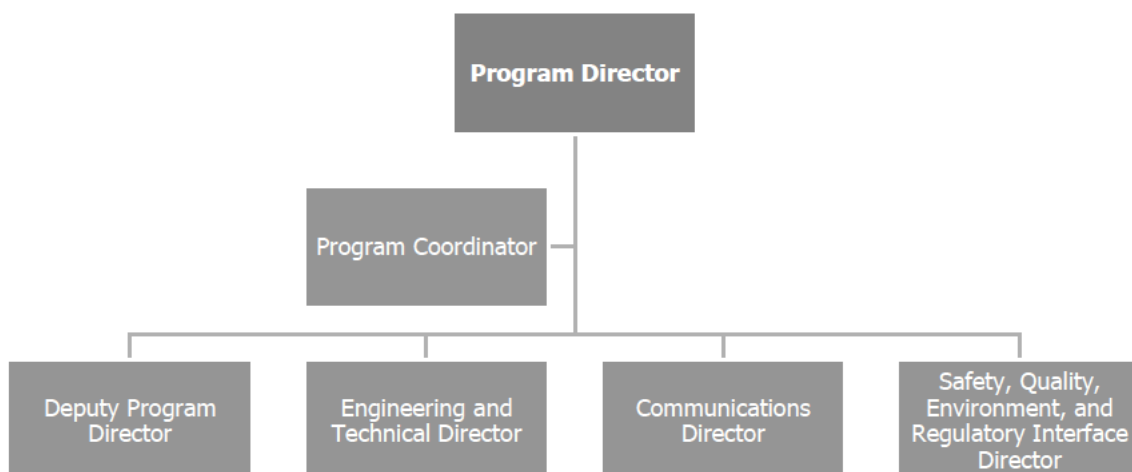 Program Director
Program Coordinator
Deputy Program
Director
Engineering and
Technical Director
Communications
Director
Safety, Quality,
Environment, and
Regulatory Interface
Director